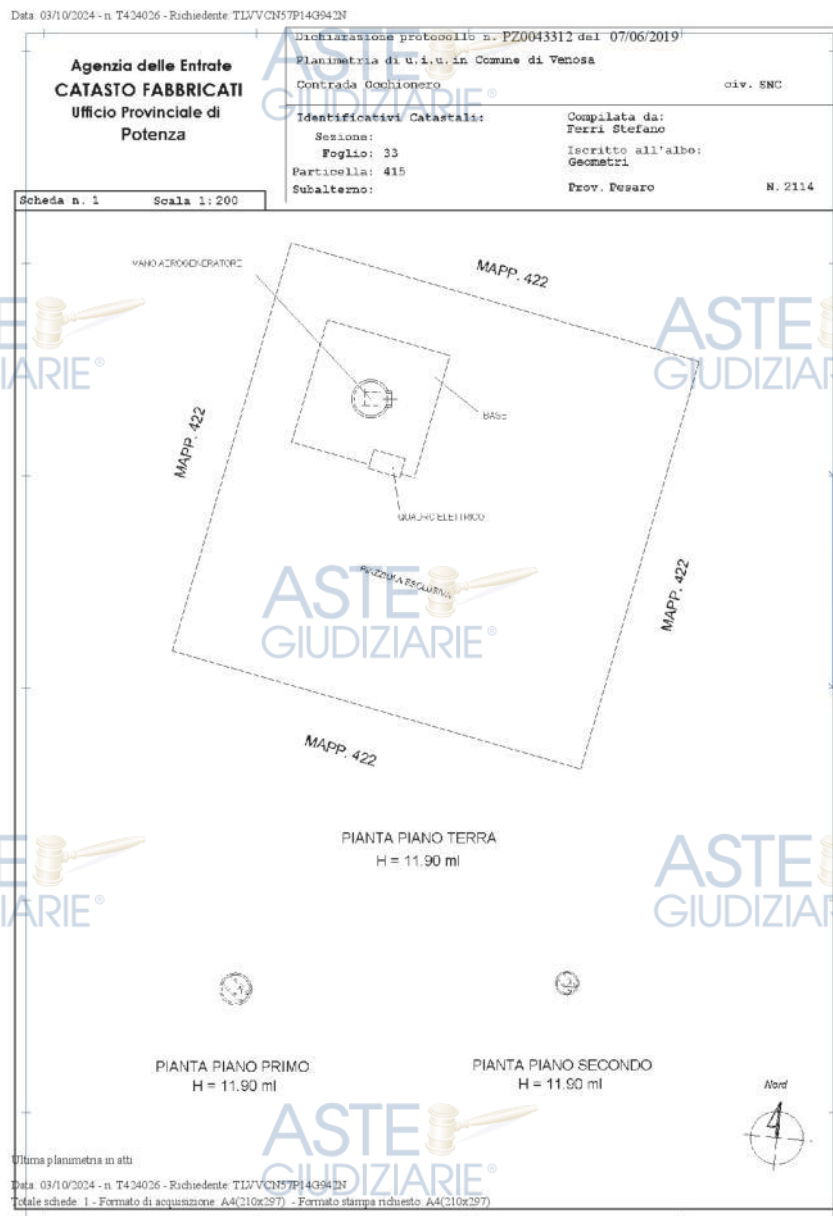 Data: 03/10/2024 - n. T424026 - Richiedente: TLVVCN57P14G942N
Agenzia delle Entrate
CATASTO FABBRICATI
Ufficio Provinciale di
Potenza
Dichiarazione protocollo n. PZ0043312 del 07/06/2019
Planimetria di u.i.u. in Comune di Venosa
Contrada Occhionero civ. SNC
Identificativi Catastali:
Sezione:
Foglio: 33
Particella: 415
Subalterno:
Compilata da:
Ferri Stefano
Iscritto all'albo:
Geometri
Prov. Pesaro N. 2114
Scheda n. 1 Scala 1:200
VANO AEROGENERATORE
MAPP. 422
MAPP. 422
BASE
QUADRO ELETTRICO
PIAZZOLA ESCLUSIVA
MAPP. 422
MAPP. 422
PIANTA PIANO TERRA
H = 11.90 ml
PIANTA PIANO PRIMO
H = 11.90 ml
PIANTA PIANO SECONDO
H = 11.90 ml
Nord
Ultima planimetria in atti
Data: 03/10/2024 - n. T424026 - Richiedente: TLVVCN57P14G942N
Totale schede: 1 - Formato di acquisizione: A4(210x297) - Formato stampa richiesto: A4(210x297)
ASTE
GIUDIZIARIE®
ASTE
GIUDIZIARIE®
ASTE
GIUDIZIARIE®